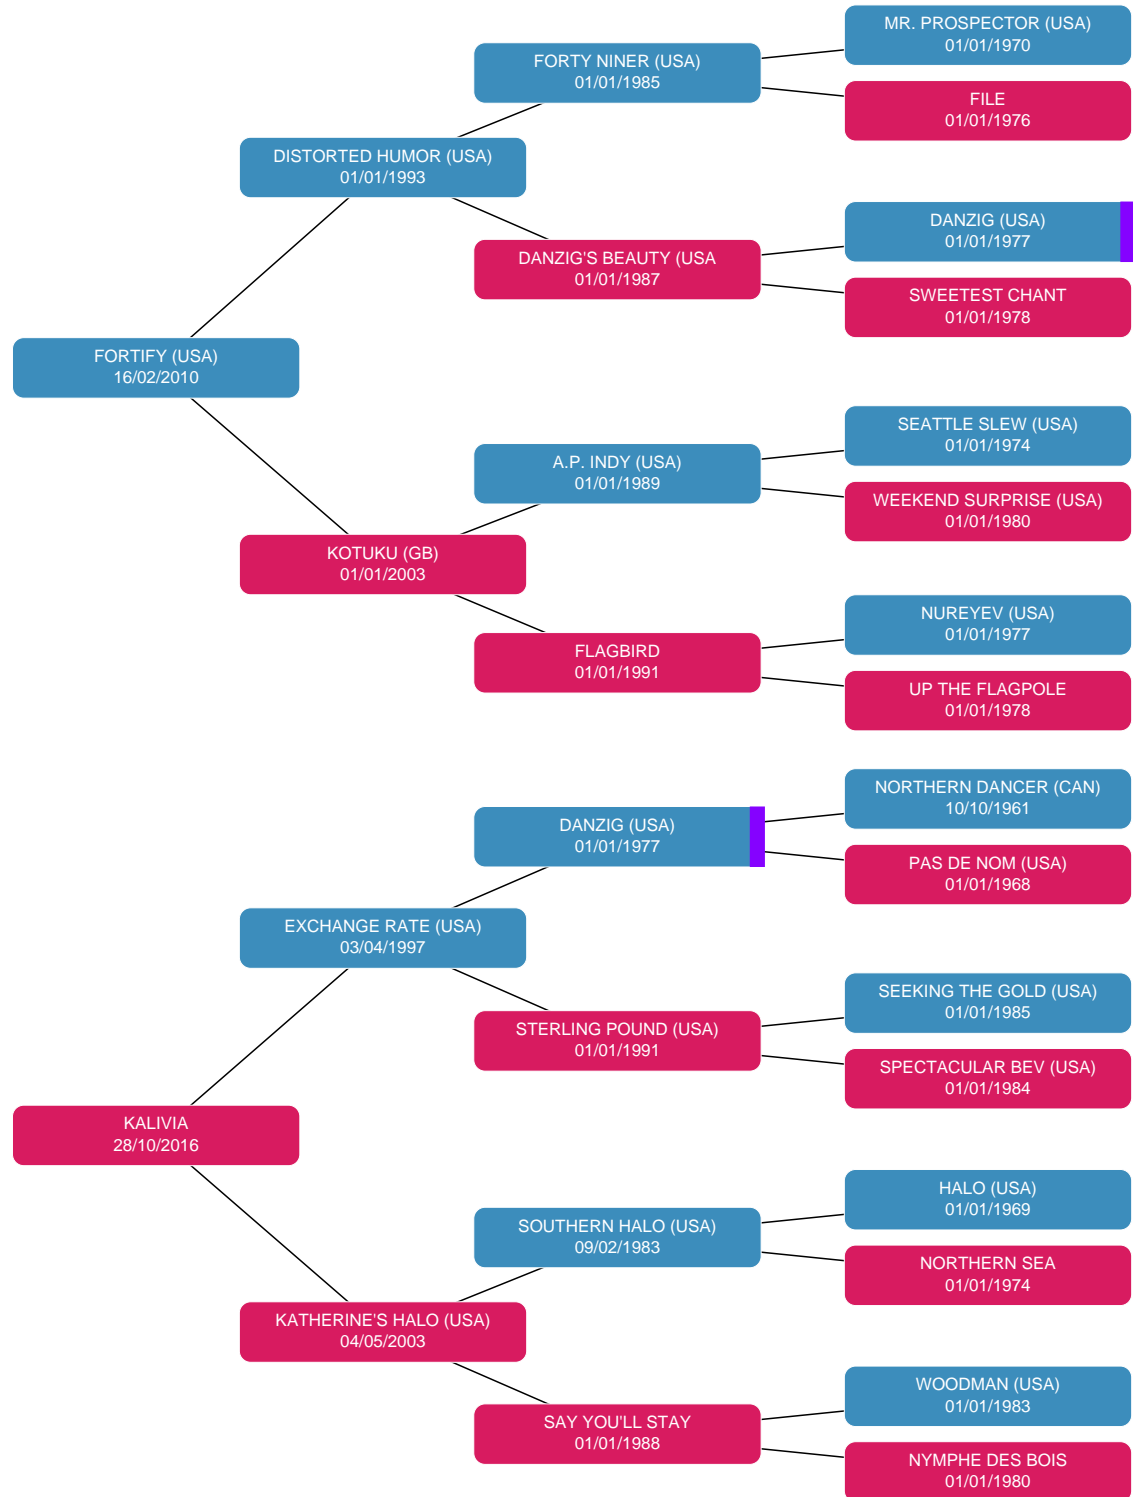 MR. PROSPECTOR (USA)
01/01/1970
FORTY NINER (USA)
01/01/1985
FILE
01/01/1976
DISTORTED HUMOR (USA)
01/01/1993
DANZIG (USA)
01/01/1977
DANZIG'S BEAUTY (USA
01/01/1987
SWEETEST CHANT
01/01/1978
FORTIFY (USA)
16/02/2010
SEATTLE SLEW (USA)
01/01/1974
A.P. INDY (USA)
01/01/1989
WEEKEND SURPRISE (USA)
01/01/1980
KOTUKU (GB)
01/01/2003
NUREYEV (USA)
01/01/1977
FLAGBIRD
01/01/1991
UP THE FLAGPOLE
01/01/1978
NORTHERN DANCER (CAN)
10/10/1961
DANZIG (USA)
01/01/1977
PAS DE NOM (USA)
01/01/1968
EXCHANGE RATE (USA)
03/04/1997
SEEKING THE GOLD (USA)
01/01/1985
STERLING POUND (USA)
01/01/1991
SPECTACULAR BEV (USA)
01/01/1984
KALIVIA
28/10/2016
HALO (USA)
01/01/1969
SOUTHERN HALO (USA)
09/02/1983
NORTHERN SEA
01/01/1974
KATHERINE'S HALO (USA)
04/05/2003
WOODMAN (USA)
01/01/1983
SAY YOU'LL STAY
01/01/1988
NYMPHE DES BOIS
01/01/1980